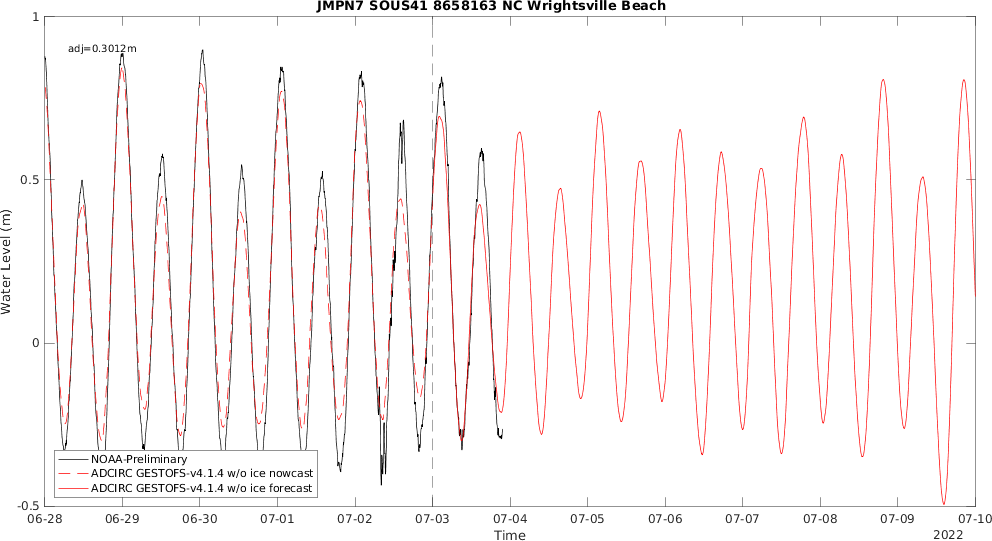 JMPN7 SOUS41 8658163 NC Wrightsville Beach
adj=0.3012m
1
0.5
0
-0.5
Water Level (m)
NOAA-Preliminary
ADCIRC GESTOFS-v4.1.4 w/o ice nowcast
ADCIRC GESTOFS-v4.1.4 w/o ice forecast
06-28 06-29 06-30 07-01 07-02 07-03 07-04 07-05 07-06 07-07 07-08 07-09 07-10
Time
2022